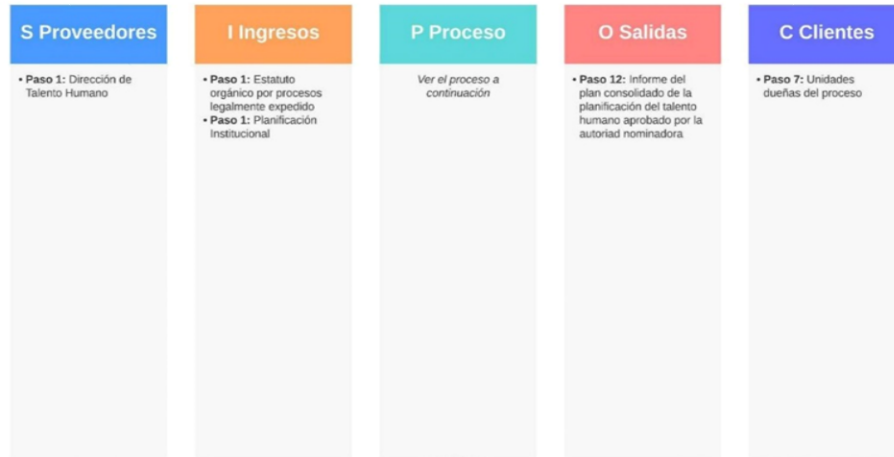 S Proveedores
• Paso 1: Dirección de
Talento Humano
I Ingresos
• Paso 1: Estatuto
orgánico por procesos
legalmente expedido
• Paso 1: Planificación
Institucional
P Proceso
Ver el proceso a
continuación
O Salidas
• Paso 12: Informe del
plan consolidado de la
planificación del talento
humano aprobado por la
autoriad nominadora
C Clientes
• Paso 7: Unidades
dueñas del proceso